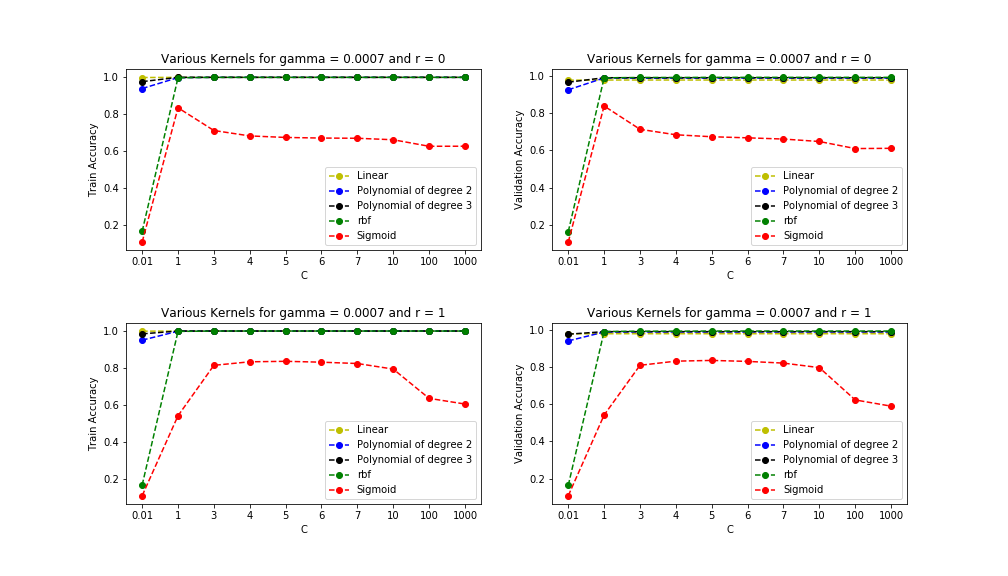 Various Kernels for gamma = 0.0007 and r = 0
Train Accuracy
1.0
0.8
0.6
0.4
0.2
Linear
Polynomial of degree 2
Polynomial of degree 3
rbf
Sigmoid
0.01 1 3 4 5 6 7 10 100 1000
C
Various Kernels for gamma = 0.0007 and r = 0
Validation Accuracy
1.0
0.8
0.6
0.4
0.2
Linear
Polynomial of degree 2
Polynomial of degree 3
rbf
Sigmoid
0.01 1 3 4 5 6 7 10 100 1000
C
Various Kernels for gamma = 0.0007 and r = 1
Train Accuracy
1.0
0.8
0.6
0.4
0.2
Linear
Polynomial of degree 2
Polynomial of degree 3
rbf
Sigmoid
0.01 1 3 4 5 6 7 10 100 1000
C
Various Kernels for gamma = 0.0007 and r = 1
Validation Accuracy
1.0
0.8
0.6
0.4
0.2
Linear
Polynomial of degree 2
Polynomial of degree 3
rbf
Sigmoid
0.01 1 3 4 5 6 7 10 100 1000
C